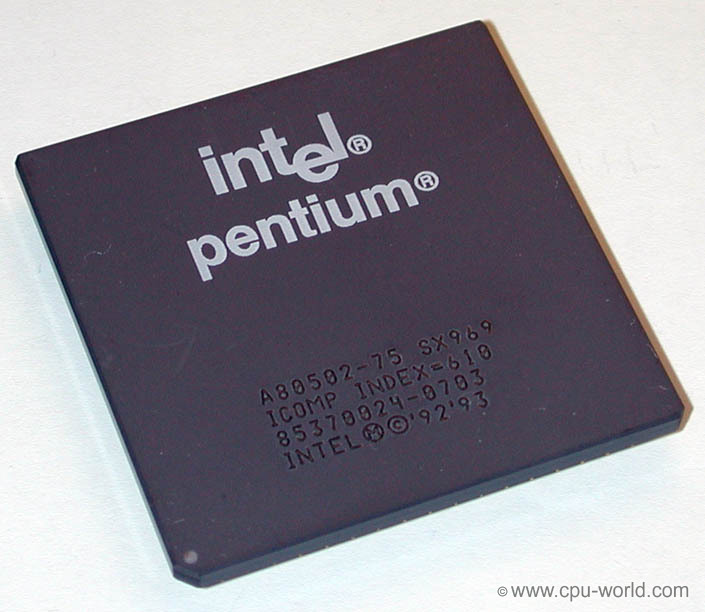 intel®
pentium®
A80502-75 SX969
ICOMP INDEX=610
85370024-0703
INTEL Ⓜ©'92'93
© www.cpu-world.com